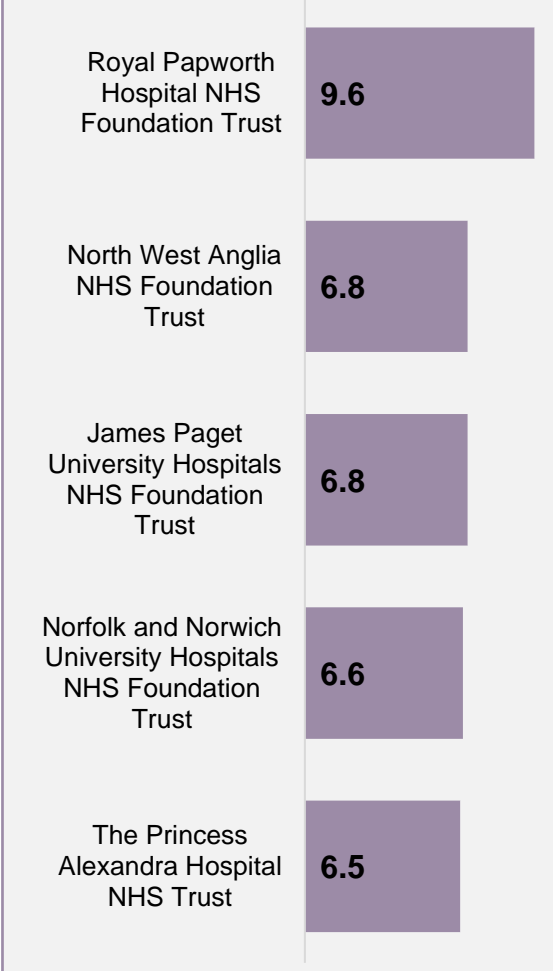 Royal Papworth
Hospital NHS
Foundation Trust
9.6
North West Anglia
NHS Foundation
Trust
6.8
James Paget
University Hospitals
NHS Foundation
Trust
6.8
Norfolk and Norwich
University Hospitals
NHS Foundation
Trust
6.6
The Princess
Alexandra Hospital
NHS Trust
6.5